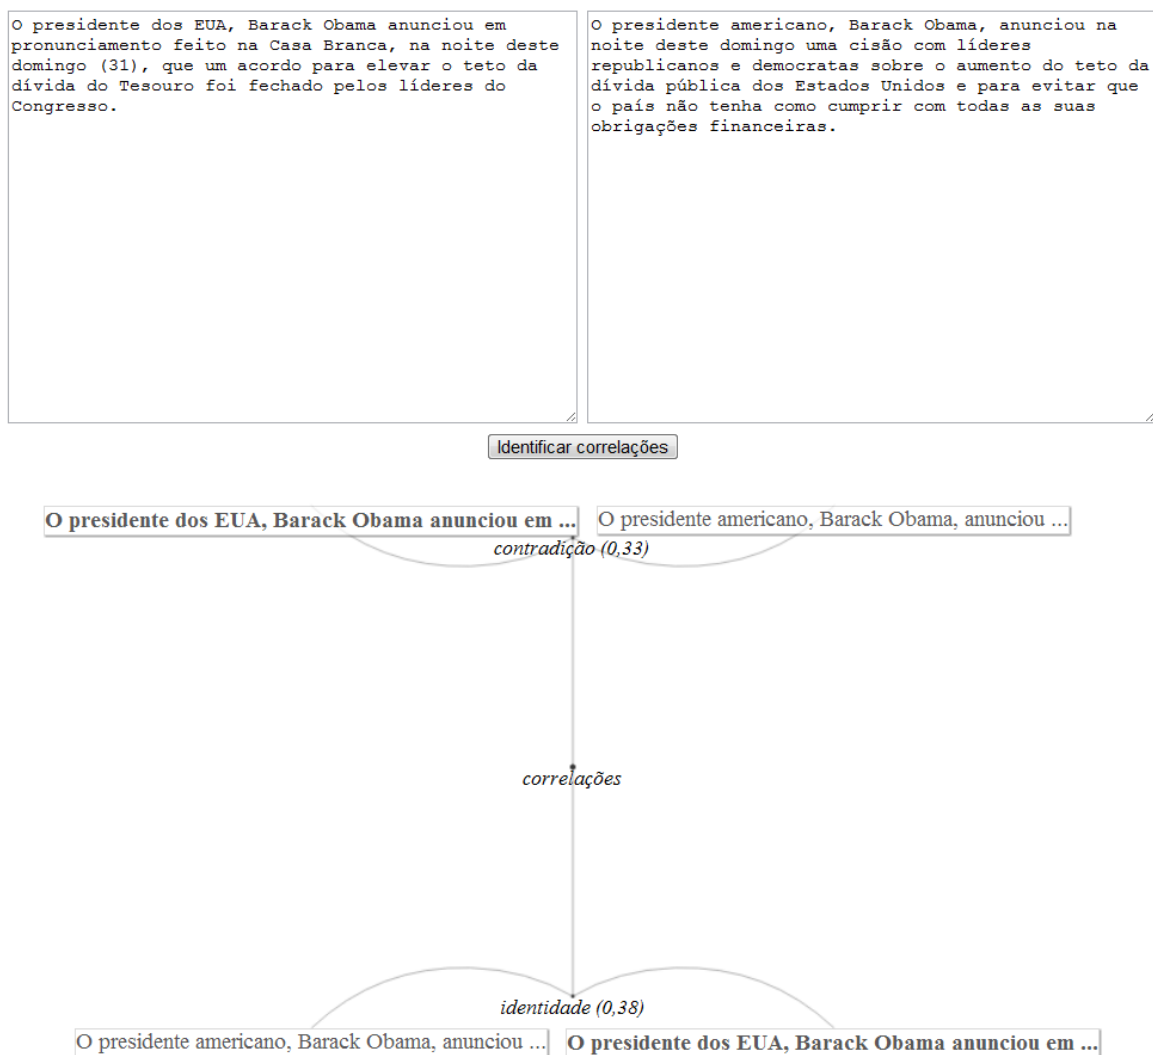 O presidente dos EUA, Barack Obama anunciou em
pronunciamento feito na Casa Branca, na noite deste
domingo (31), que um acordo para elevar o teto da
dívida do Tesouro foi fechado pelos líderes do
Congresso.
O presidente americano, Barack Obama, anunciou na
noite deste domingo uma cisão com líderes
republicanos e democratas sobre o aumento do teto da
dívida pública dos Estados Unidos e para evitar que
o país não tenha como cumprir com todas as suas
obrigações financeiras.
Identificar correlações
O presidente dos EUA, Barack Obama anunciou em ...
O presidente americano, Barack Obama, anunciou ...
contradição (0,33)
correlações
identidade (0,38)
O presidente americano, Barack Obama, anunciou ...
O presidente dos EUA, Barack Obama anunciou em ...